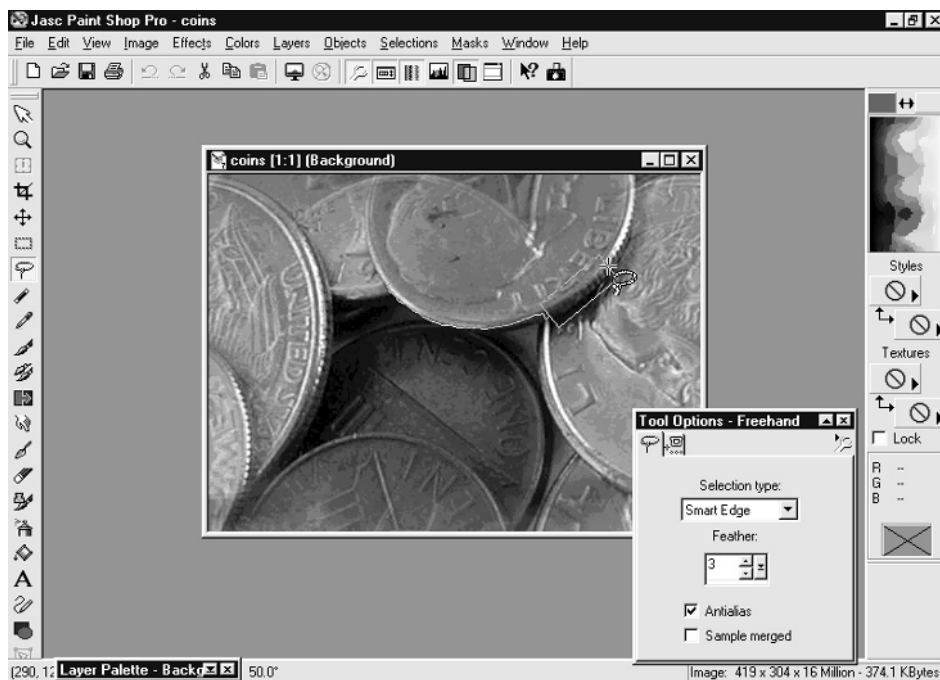 Jasc Paint Shop Pro - coins
File Edit View Image Effects Colors Layers Objects Selections Masks Window Help
coins [1:1] (Background)
UNITED
Styles
Textures
Lock
R --
G --
B --
Tool Options - Freehand
Selection type:
Smart Edge
Feather:
3
Antialias
Sample merged
A
(290, 12
Layer Palette - Backg
50.0°
Image: 419 x 304 x 16 Million - 374.1 KBytes